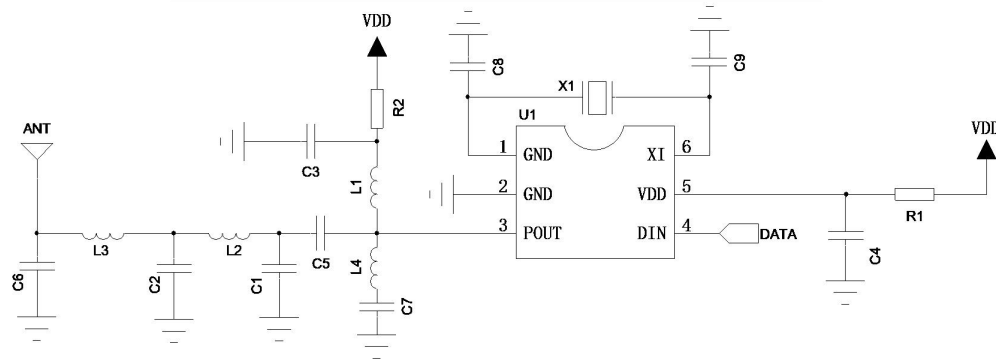 VDD
C8
C9
X1
U1
R2
ANT
C3
L1
1 GND
XI 6
VDD
2 GND
VDD 5
R1
3 POUT
DIN 4
DATA
L3
L2
C5
L4
C6
C2
C1
C7
C4